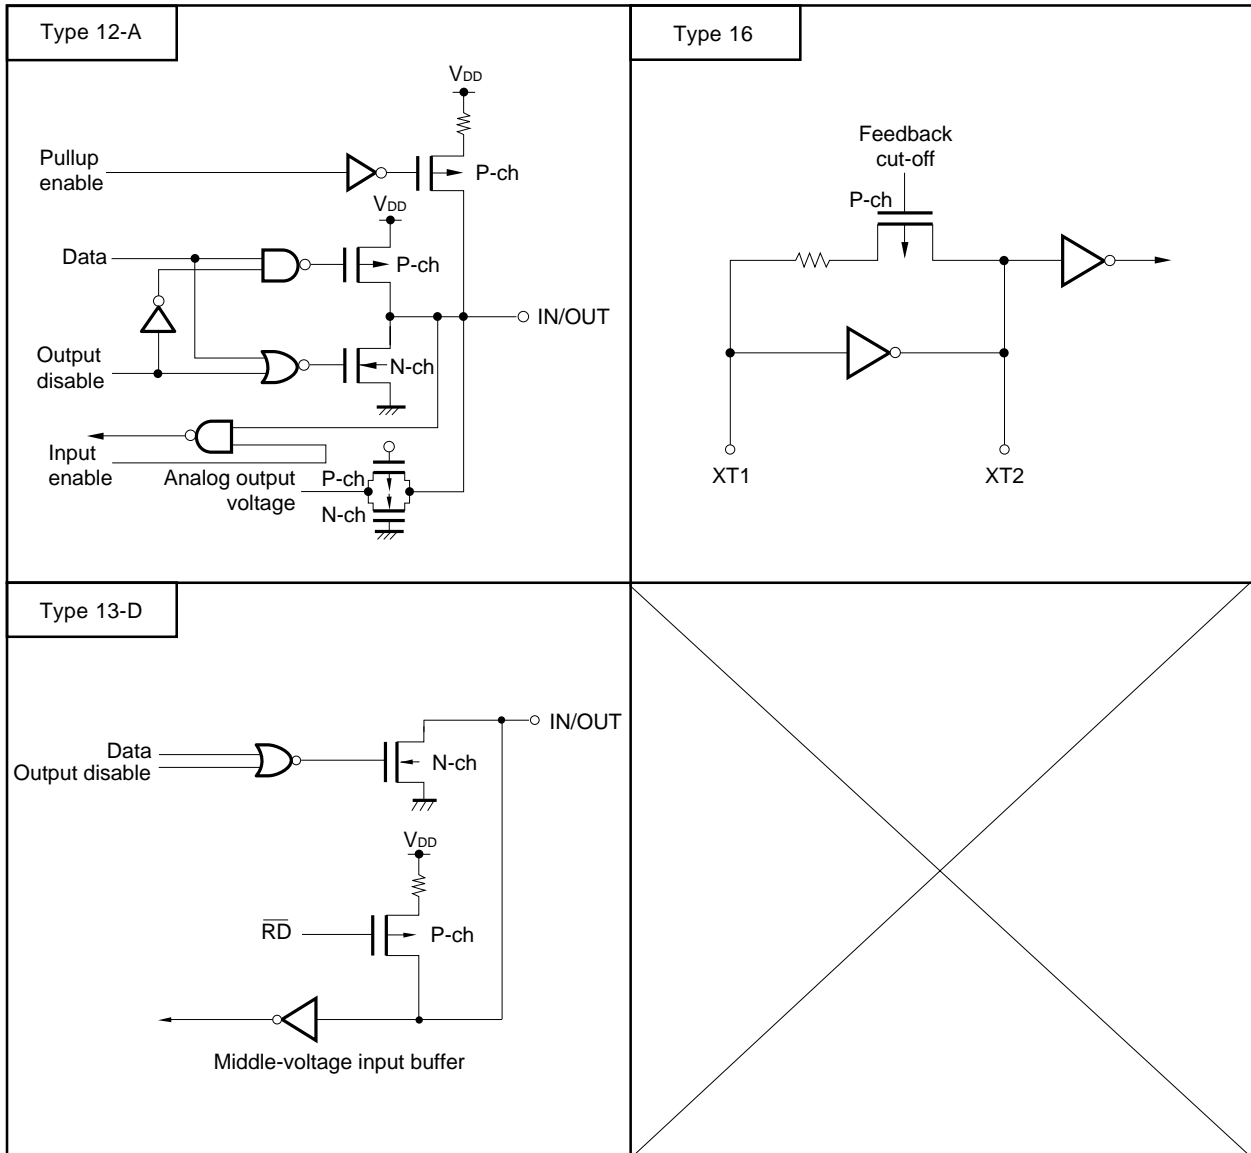 Type 12-A
VDD
Pullup
enable
P-ch
VDD
Data
P-ch
IN/OUT
Output
disable
N-ch
Input
enable
Analog output
voltage
P-ch
N-ch
Type 16
Feedback
cut-off
P-ch
XT1
XT2
Type 13-D
IN/OUT
Data
Output disable
N-ch
VDD
R̅D̅
P-ch
Middle-voltage input buffer